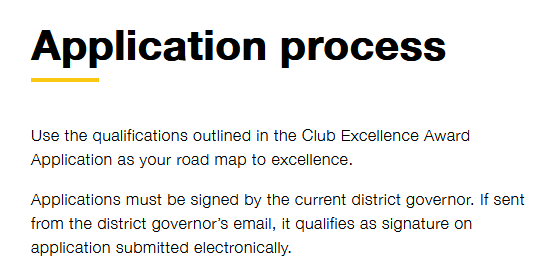 Application process
Use the qualifications outlined in the Club Excellence Award
Application as your road map to excellence.
Applications must be signed by the current district governor. If sent
from the district governor's email, it qualifies as signature on
application submitted electronically.